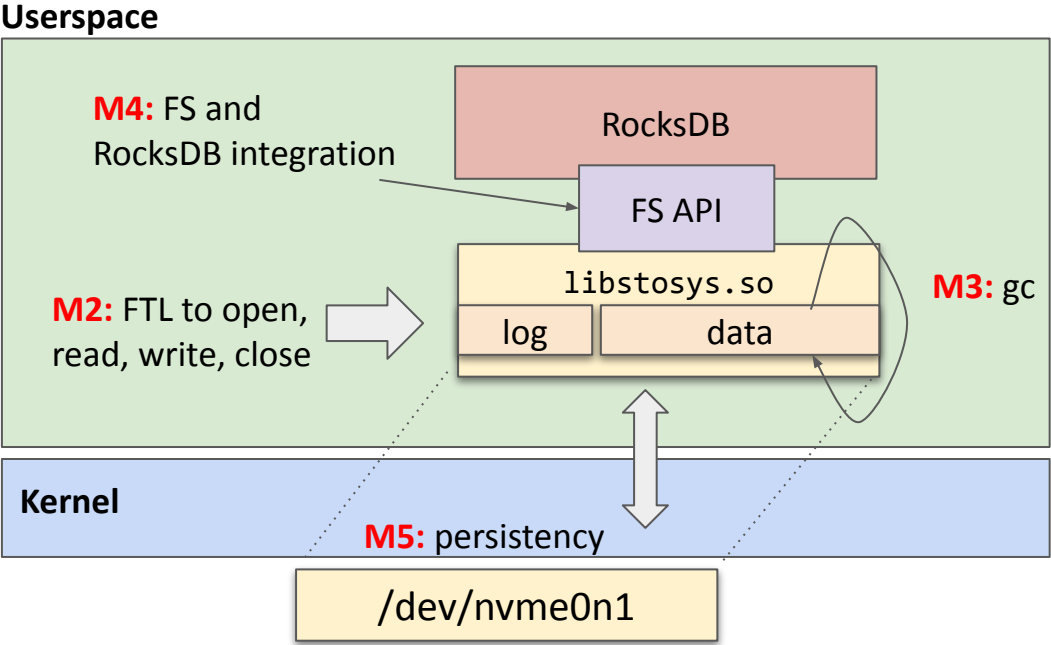 Userspace
M4: FS and
RocksDB integration
RocksDB
FS API
libstosys.so
M3: gc
M2: FTL to open,
read, write, close
log
data
Kernel
M5: persistency
/dev/nvme0n1